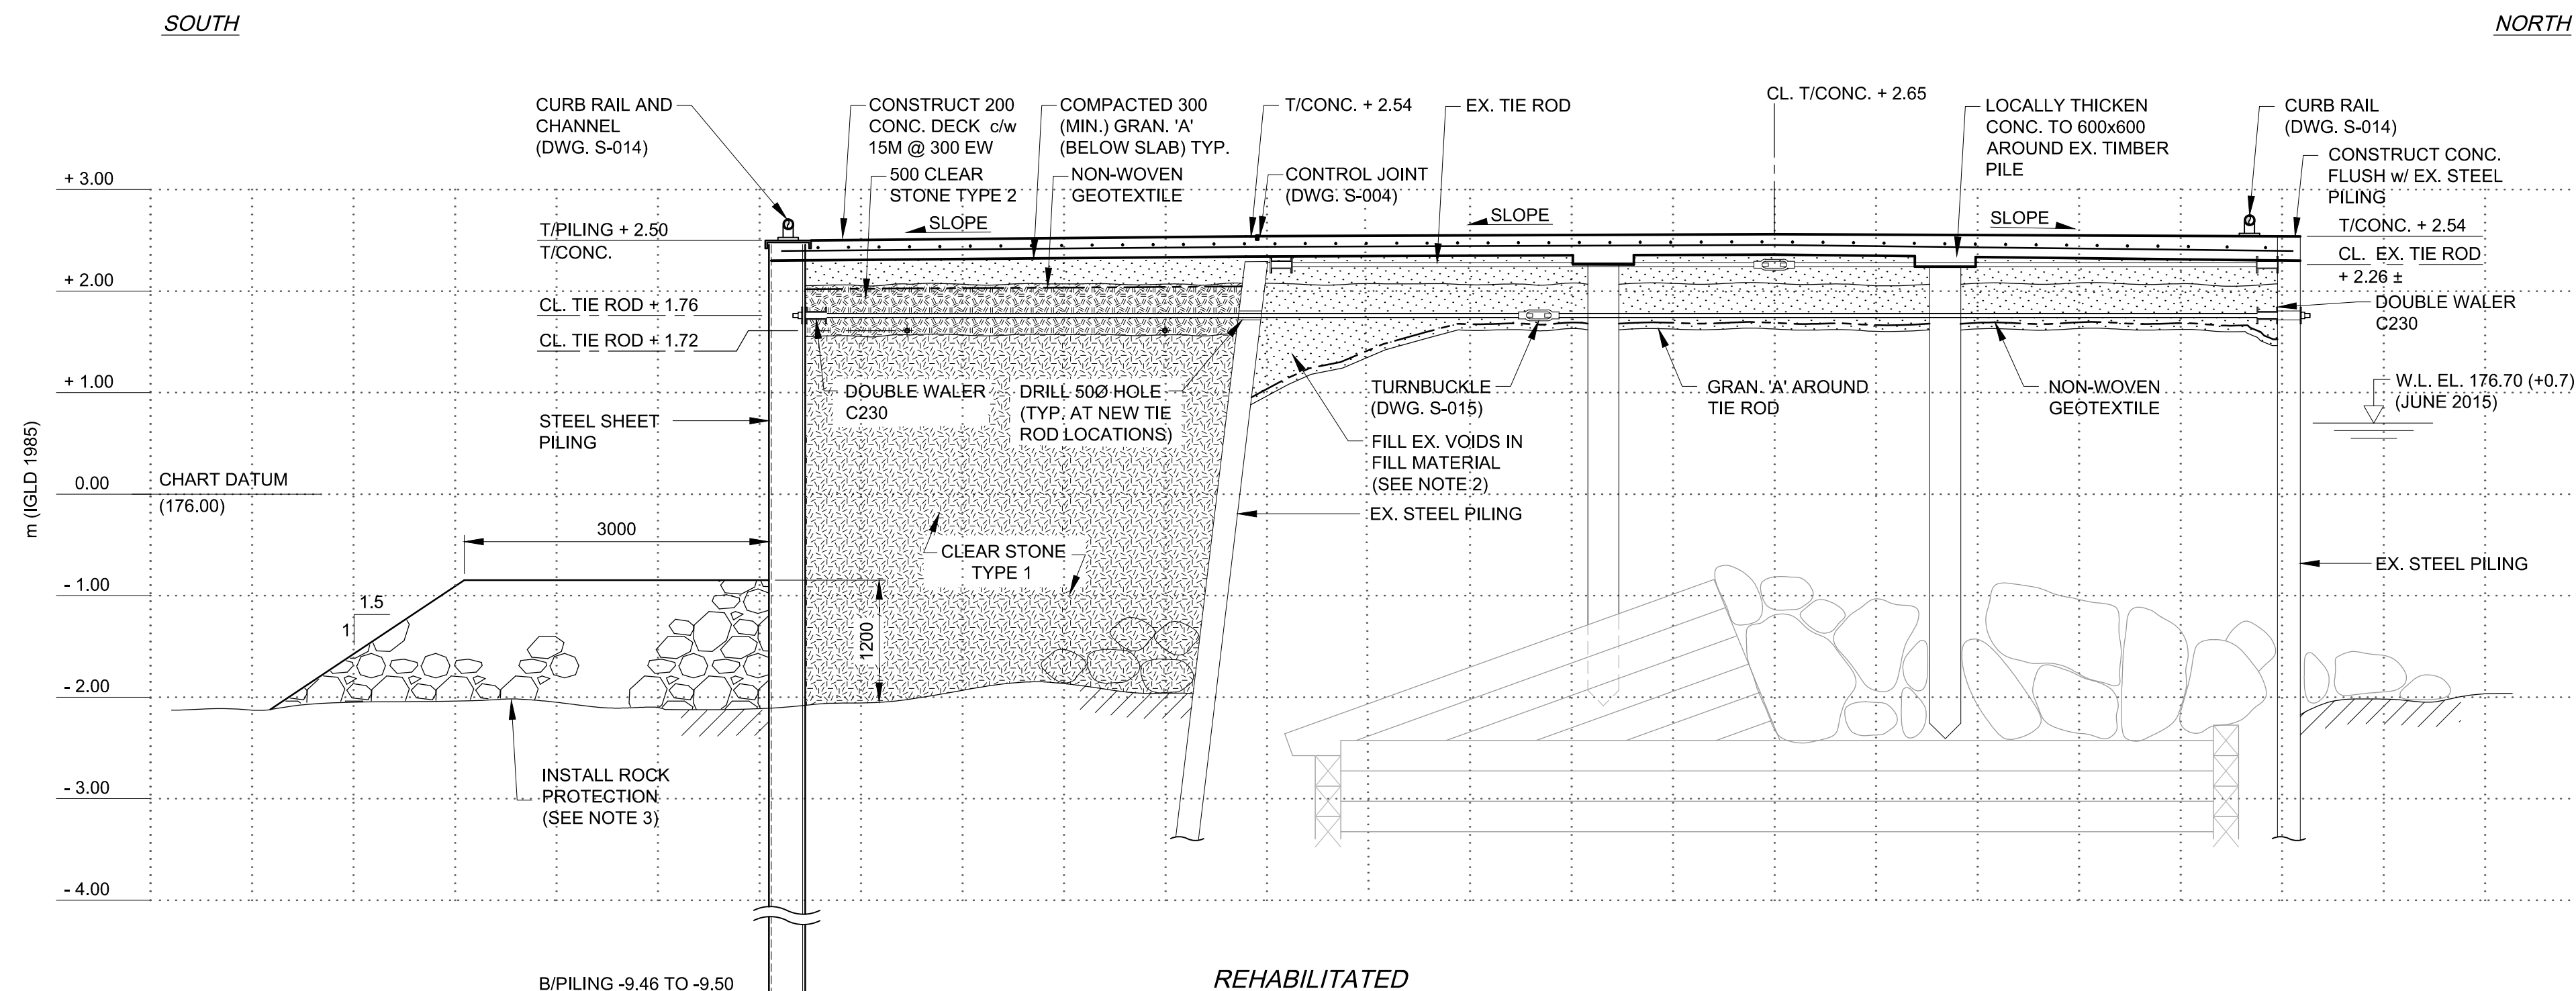 SOUTH
NORTH
CURB RAIL AND
CHANNEL
(DWG. S-014)
CONSTRUCT 200
CONC. DECK c/w
15M @ 300 EW
500 CLEAR
STONE TYPE 2
COMPACTED 300
(MIN.) GRAN. 'A'
(BELOW SLAB) TYP.
NON-WOVEN
GEOTEXTILE
T/CONC. + 2.54
CONTROL JOINT
(DWG. S-004)
EX. TIE ROD
CL. T/CONC. + 2.65
LOCALLY THICKEN
CONC. TO 600x600
AROUND EX. TIMBER
PILE
CURB RAIL
(DWG. S-014)
CONSTRUCT CONC.
FLUSH w/ EX. STEEL
PILING
SLOPE
SLOPE
SLOPE
T/PILING + 2.50
T/CONC.
T/CONC. + 2.54
CL. EX. TIE ROD
+ 2.26 ±
DOUBLE WALER
C230
CL. TIE ROD + 1.76
CL. TIE ROD + 1.72
DOUBLE WALER
C230
DRILL 50Ø HOLE
(TYP. AT NEW TIE
ROD LOCATIONS)
TURNBUCKLE
(DWG. S-015)
GRAN. 'A' AROUND
TIE ROD
NON-WOVEN
GEOTEXTILE
W.L. EL. 176.70 (+0.7)
(JUNE 2015)
STEEL SHEET
PILING
FILL EX. VOIDS IN
FILL MATERIAL
(SEE NOTE 2)
EX. STEEL PILING
EX. STEEL PILING
CHART DATUM
(176.00)
3000
CLEAR STONE
TYPE 1
1.5
1
1200
INSTALL ROCK
PROTECTION
(SEE NOTE 3)
m (IGLD 1985)
+ 3.00
+ 2.00
+ 1.00
0.00
- 1.00
- 2.00
- 3.00
- 4.00
B/PILING -9.46 TO -9.50
REHABILITATED